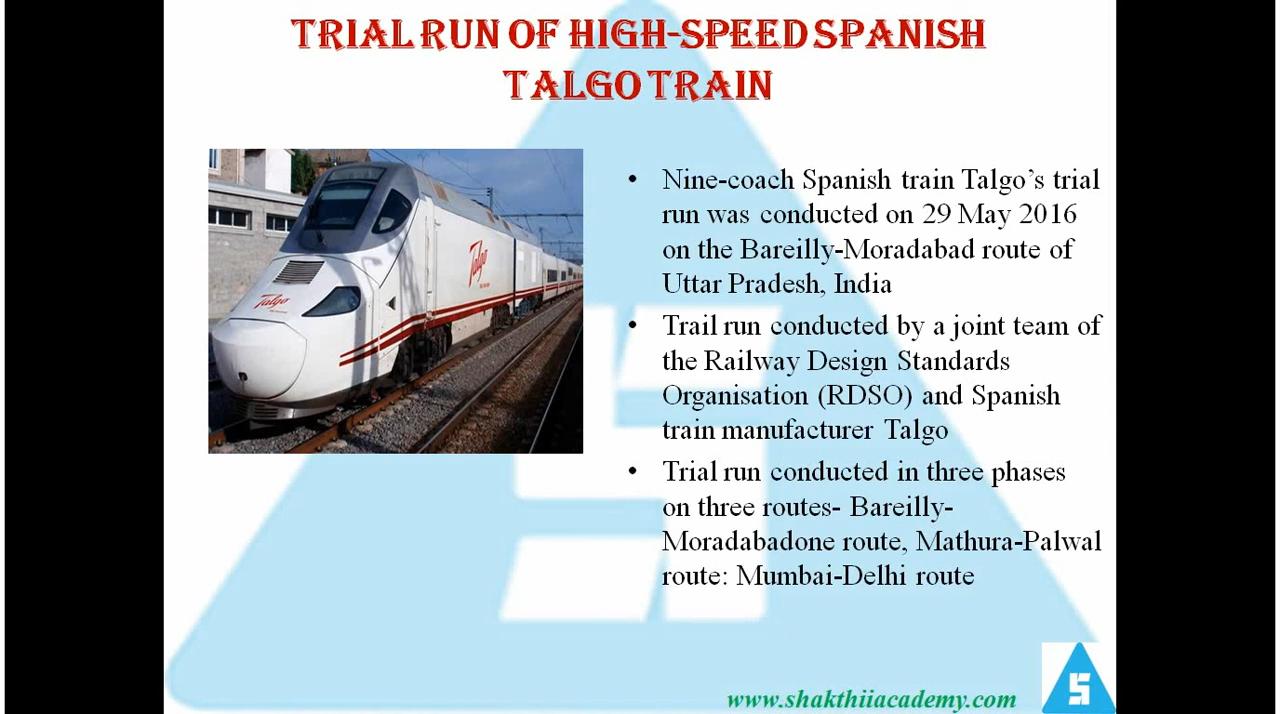 TRIAL RUN OF HIGH-SPEED SPANISH
TALGO TRAIN
Talgo
Talgo
• Nine-coach Spanish train Talgo's trial
run was conducted on 29 May 2016
on the Bareilly-Moradabad route of
Uttar Pradesh, India
• Trail run conducted by a joint team of
the Railway Design Standards
Organisation (RDSO) and Spanish
train manufacturer Talgo
• Trial run conducted in three phases
on three routes- Bareilly-
Moradabadone route, Mathura-Palwal
route: Mumbai-Delhi route
www.shakthiiacademy.com
S